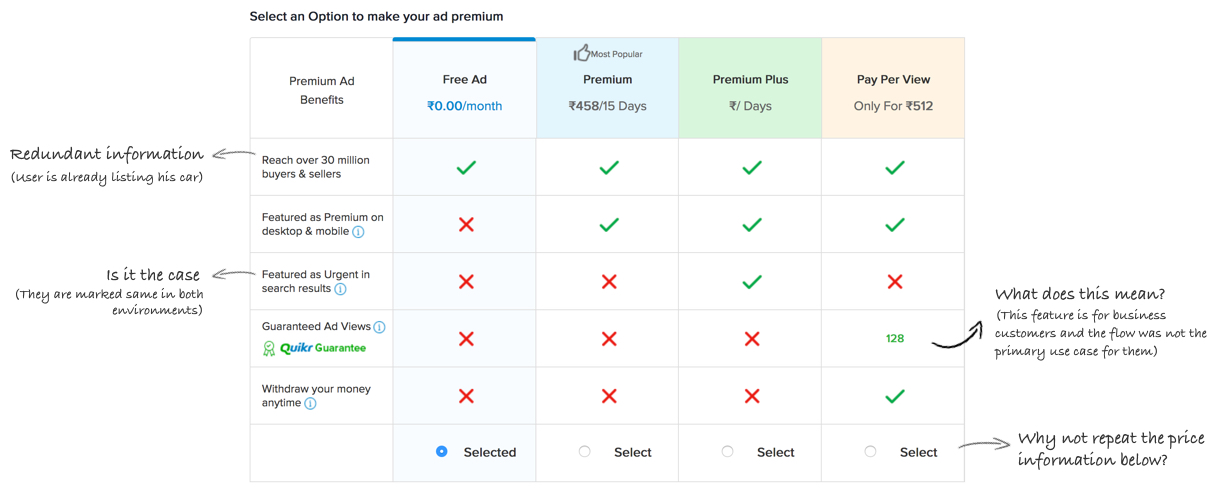 Select an Option to make your ad premium
Most Popular
Premium Ad
Benefits
Free Ad
₹0.00/month
Premium
₹458/15 Days
Premium Plus
₹/ Days
Pay Per View
Only For ₹512
Redundant information
(User is already listing his car)
Reach over 30 million
buyers & sellers
Featured as Premium on
desktop & mobile
Is it the case
(They are marked same in both
environments)
Featured as Urgent in
search results
What does this mean?
(This feature is for business
customers and the flow was not the
primary use case for them)
Guaranteed Ad Views
Quikr Guarantee
128
Withdraw your money
anytime
Selected
Select
Select
Select
Why not repeat the price
information below?